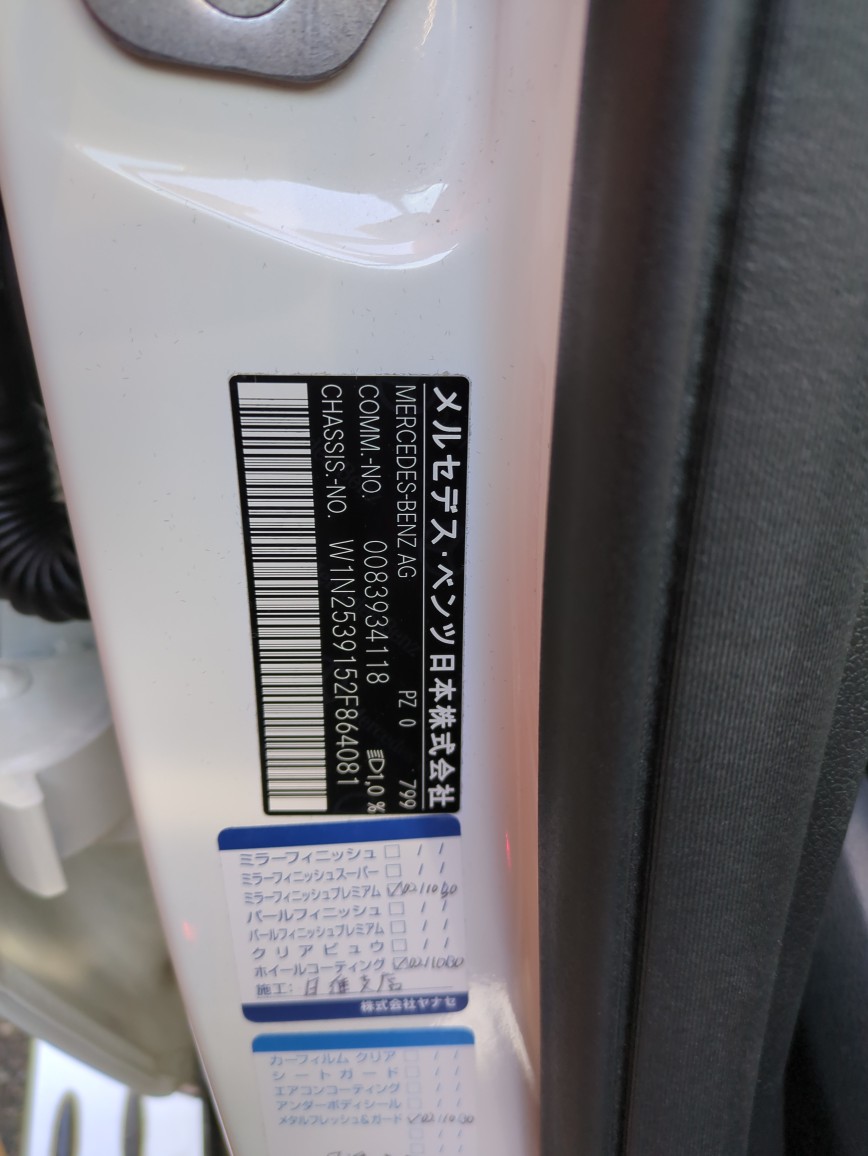 メルセデス・ベンツ日本株式会社
MERCEDES-BENZ AG PZ 0 799
COMM.-NO. 0083934118 1,0 %
CHASSIS.-NO. W1N2539152F864081
ミラーフィニッシュ □ / /
ミラーフィニッシュスーパー □ / /
ミラーフィニッシュプレミアム
パールフィニッシュ □ / /
パールフィニッシュプレミアム □ / /
クリアビュウ □ / /
ホイールコーティング
施工:
株式会社ヤナセ
カーフィルム クリア □ / /
シートガード □ / /
エアコンコーティング □ / /
アンダーボディシール □ / /
メタルフレッシュ&ガード